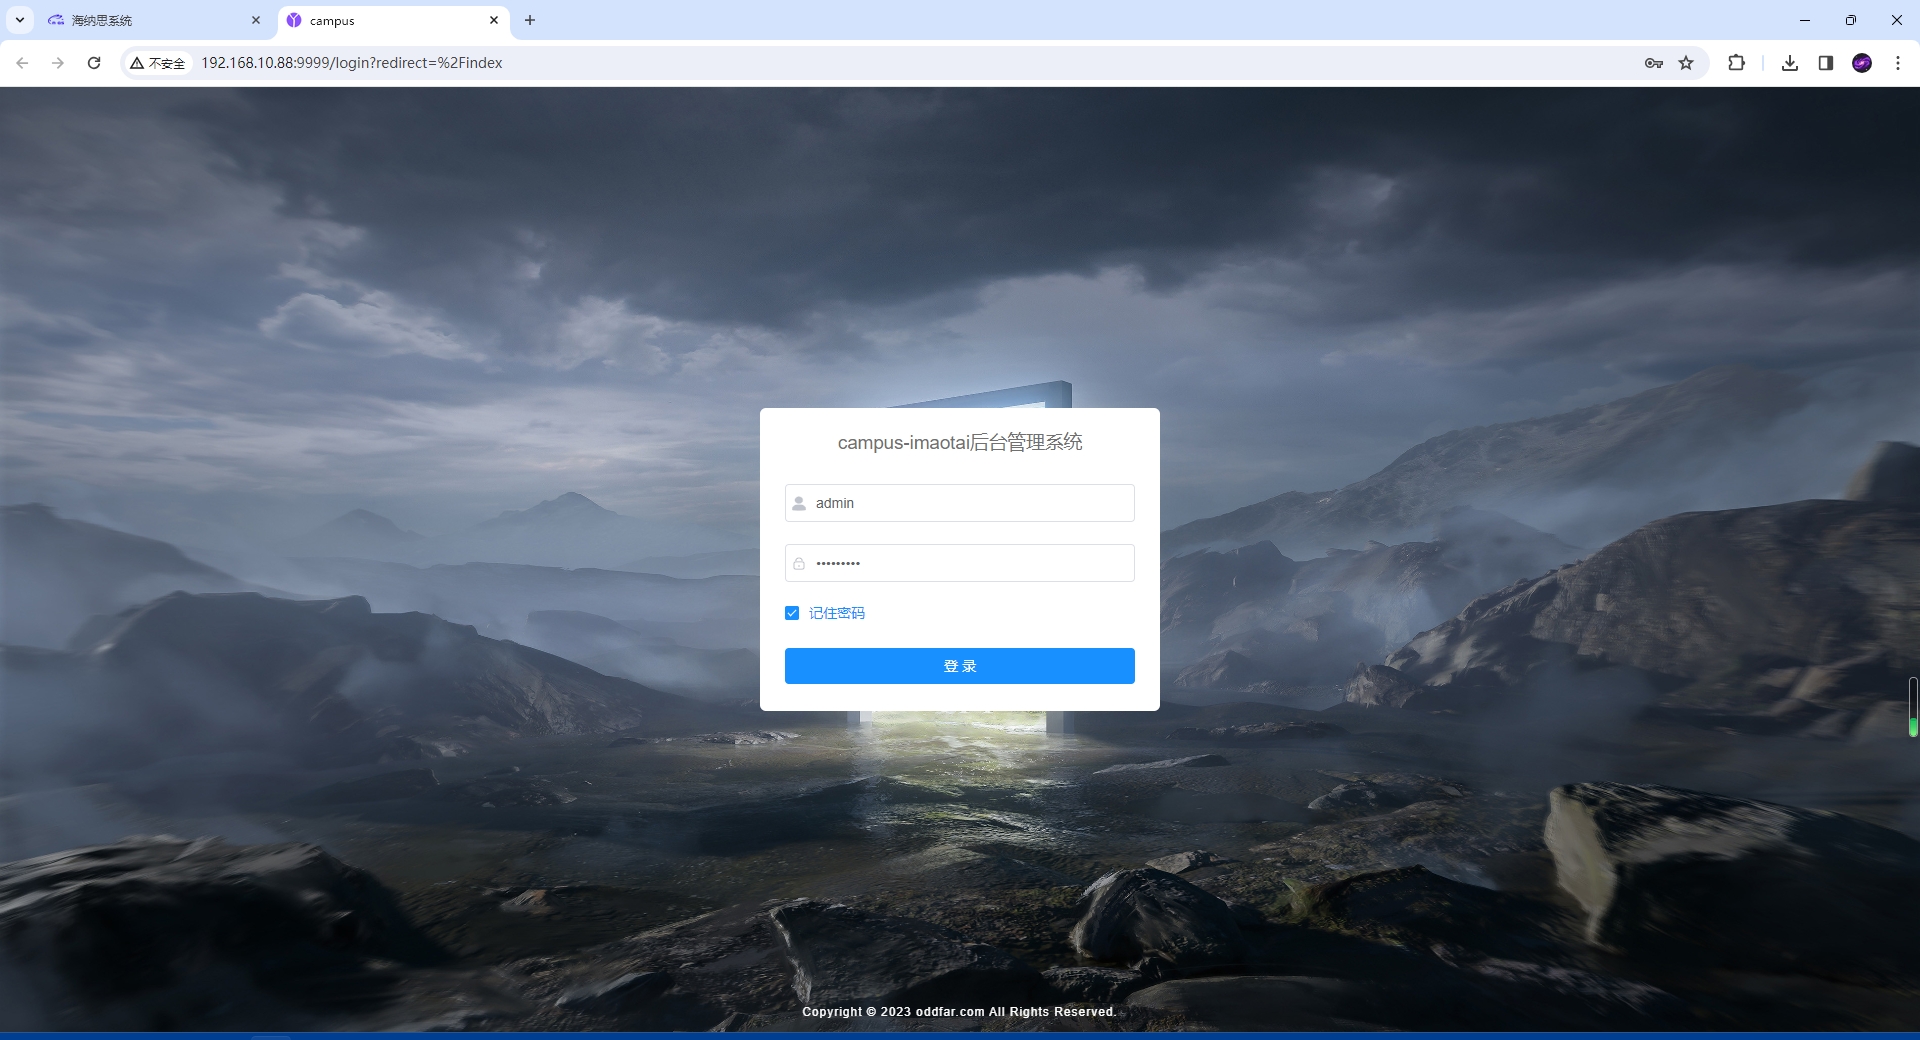 海纳思系统
campus
不安全
192.168.10.88:9999/login?redirect=%2Findex
campus-imaotai后台管理系统
admin
•••••••••
记住密码
登 录
Copyright © 2023 oddfar.com All Rights Reserved.